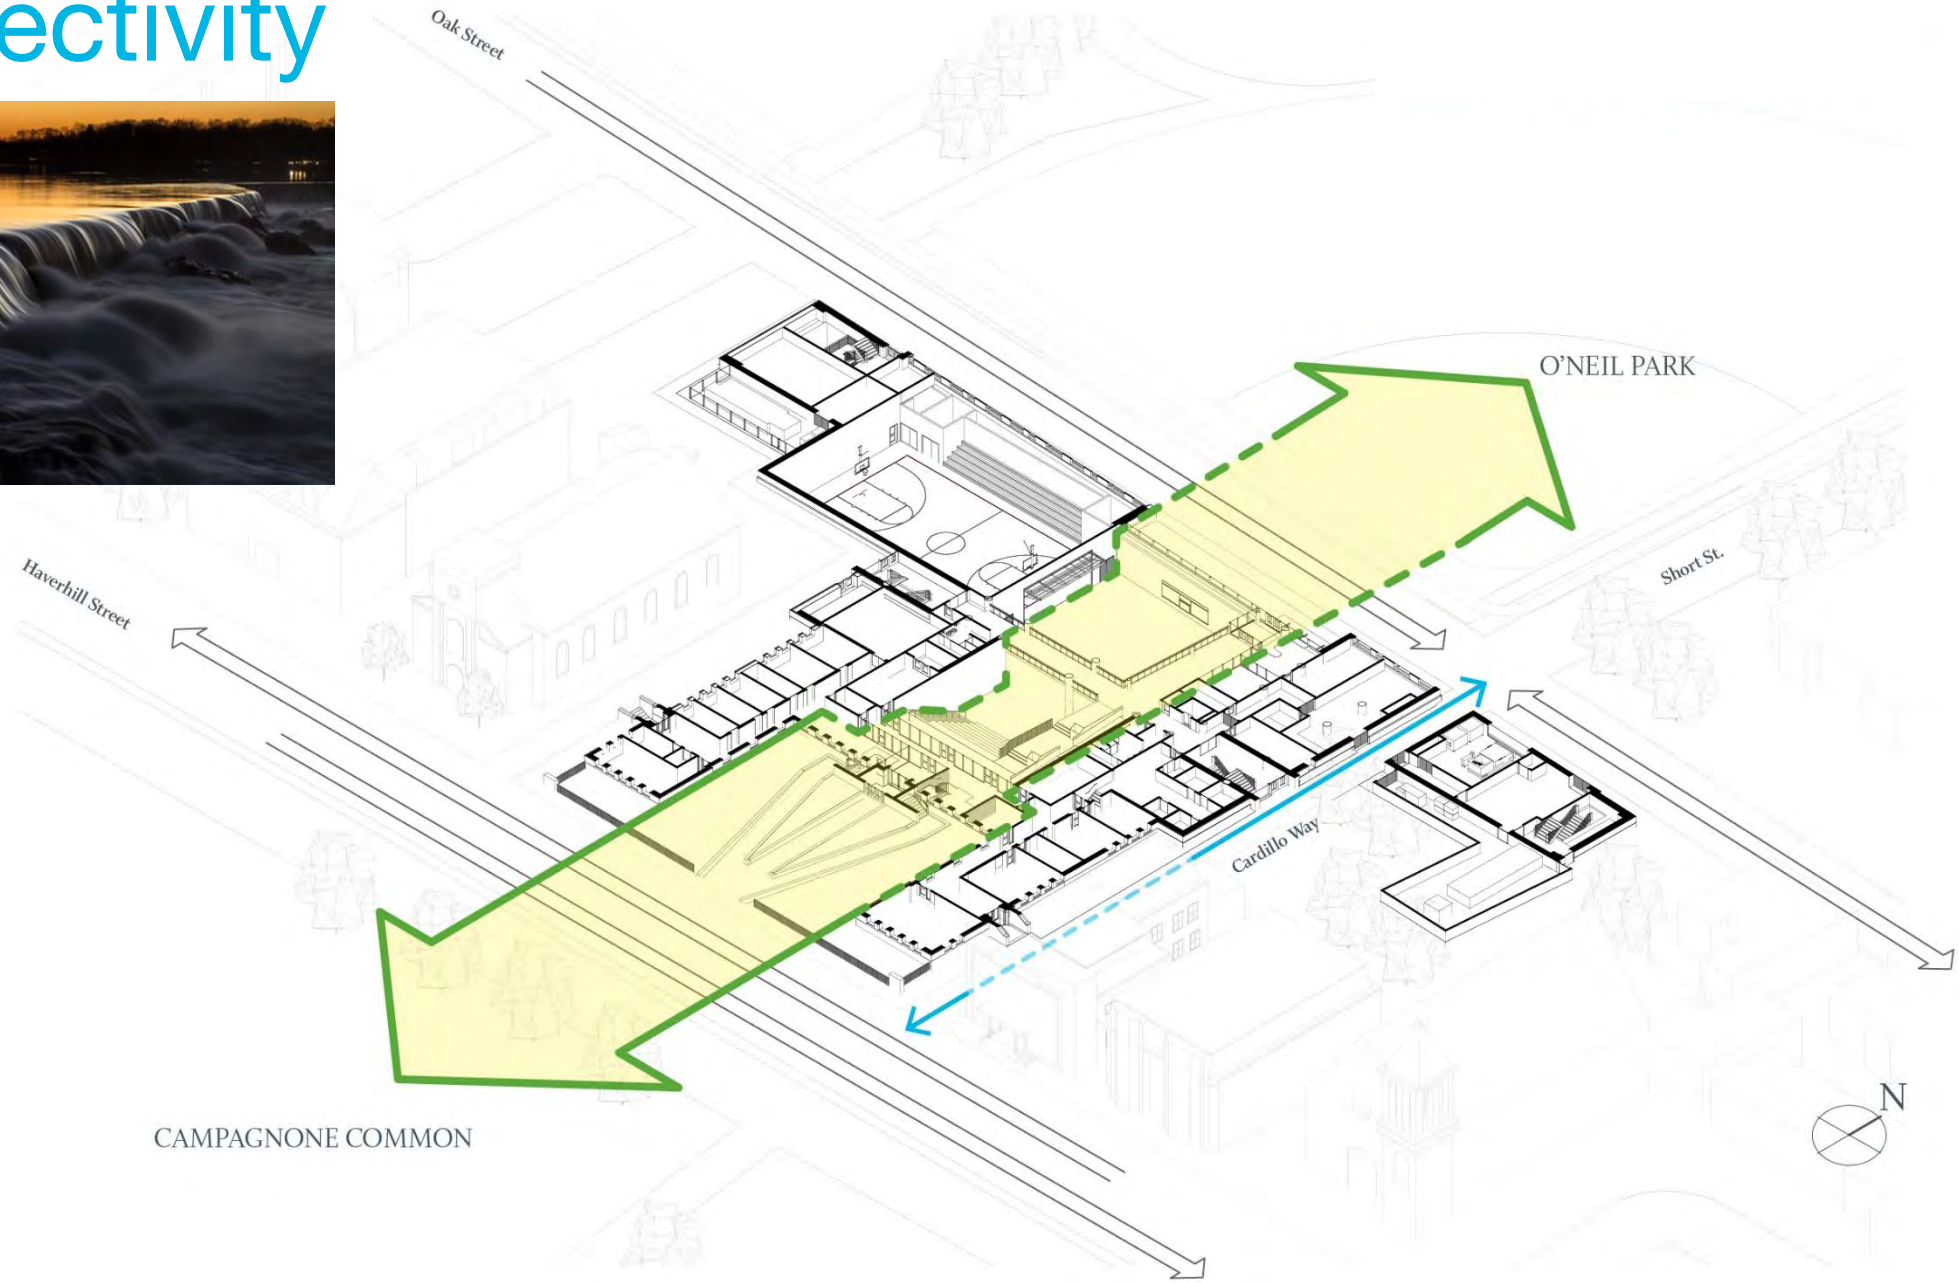 ectivity
Oak Street
O'NEIL PARK
Short St.
Haverhill Street
Cardillo Way
N
CAMPAGNONE COMMON